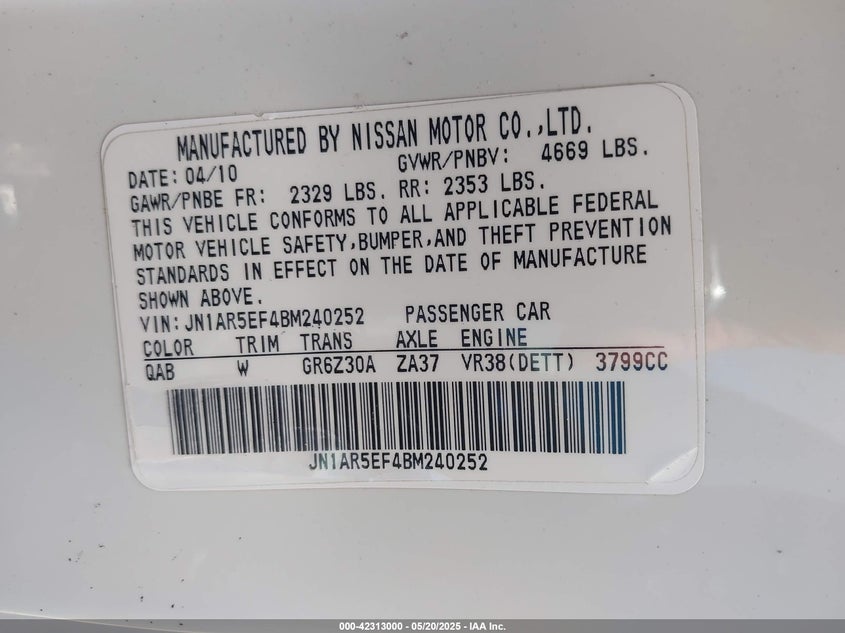 MANUFACTURED BY NISSAN MOTOR CO.,LTD.
DATE: 04/10 GVWR/PNBV: 4669 LBS.
GAWR/PNBE FR: 2329 LBS. RR: 2353 LBS.
THIS VEHICLE CONFORMS TO ALL APPLICABLE FEDERAL
MOTOR VEHICLE SAFETY,BUMPER,AND THEFT PREVENTION
STANDARDS IN EFFECT ON THE DATE OF MANUFACTURE
SHOWN ABOVE.
VIN:JN1AR5EF4BM240252 PASSENGER CAR
COLOR TRIM TRANS AXLE ENGINE
QAB W GR6Z30A ZA37 VR38(DETT) 3799CC
JN1AR5EF4BM240252
000-42313000 - 05/20/2025 - IAA Inc.